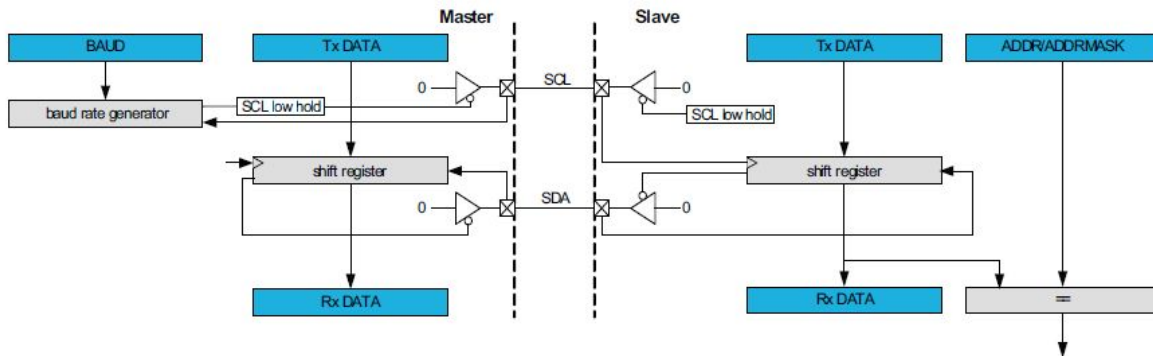 Master Slave
BAUD Tx DATA Tx DATA ADDR/ADDRMASK
0 SCL 0
baud rate generator SCL low hold SCL low hold
shift register shift register
0 SDA 0
Rx DATA Rx DATA ==